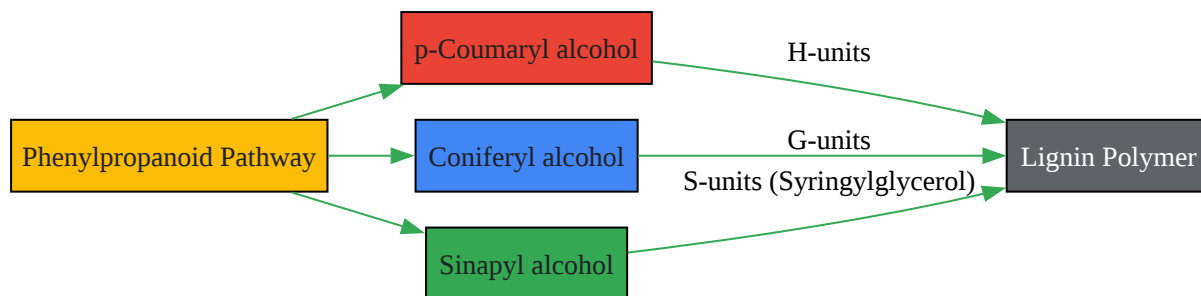 p-Coumaryl alcohol
H-units
Phenylpropanoid Pathway
Coniferyl alcohol
G-units
Lignin Polymer
S-units (Syringylglycerol)
Sinapyl alcohol